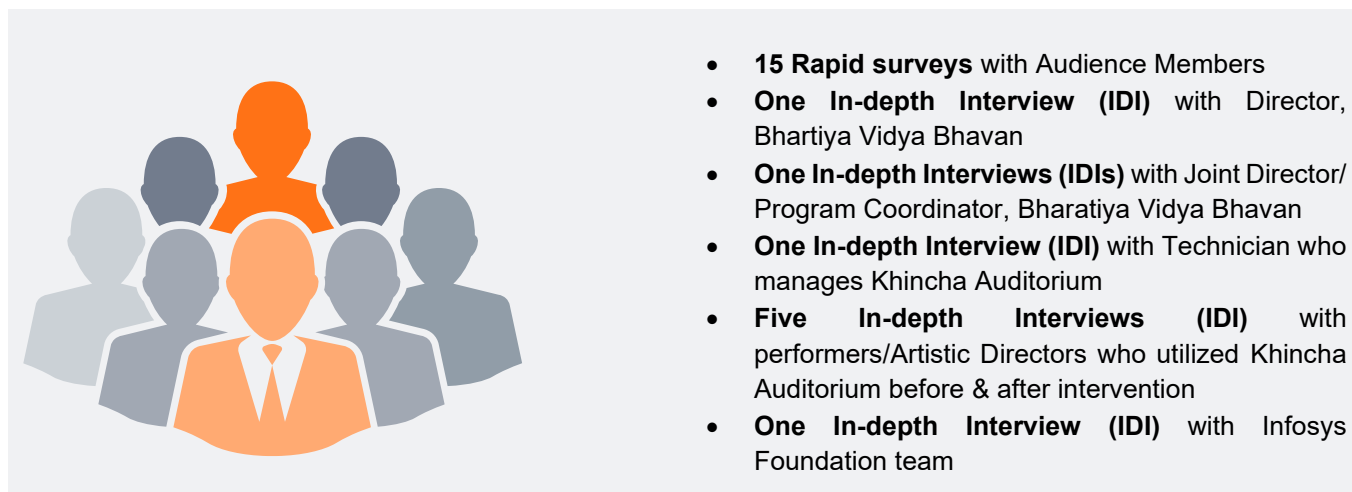 • 15 Rapid surveys with Audience Members
• One In-depth Interview (IDI) with Director,
Bhartiya Vidya Bhavan
• One In-depth Interviews (IDIs) with Joint Director/
Program Coordinator, Bharatiya Vidya Bhavan
• One In-depth Interview (IDI) with Technician who
manages Khincha Auditorium
• Five In-depth Interviews (IDI) with
performers/Artistic Directors who utilized Khincha
Auditorium before & after intervention
• One In-depth Interview (IDI) with Infosys
Foundation team